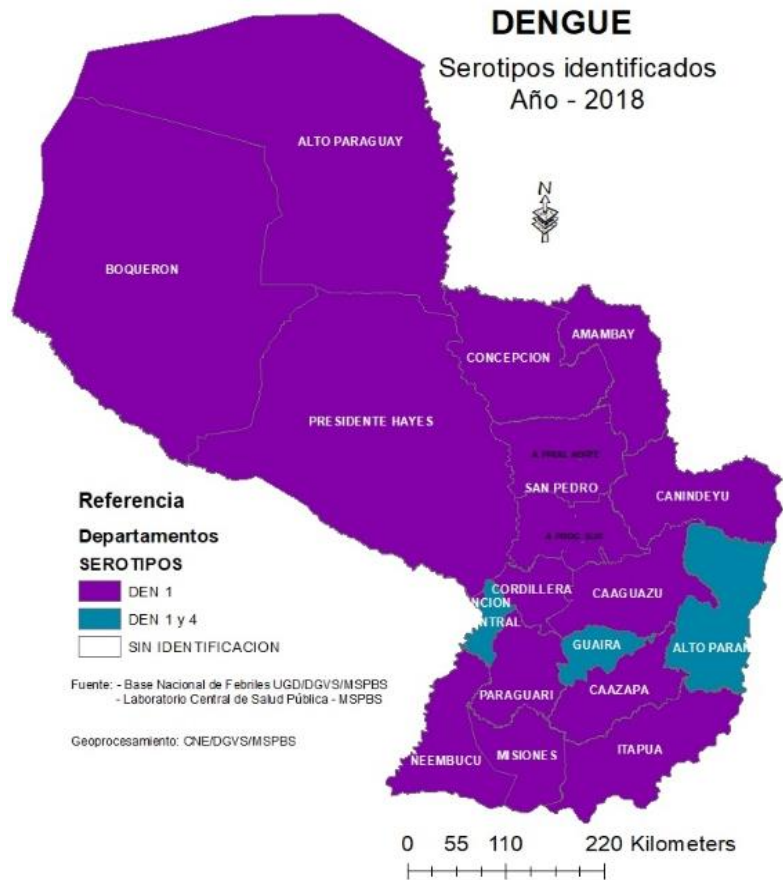 DENGUE
Serotipos identificados
Año - 2018
N
ALTO PARAGUAY
BOQUERON
AMAMBAY
CONCEPCION
PRESIDENTE HAYES
SAN PEDRO
CANINDEYU
CORDILLERA
CAAGUAZU
NCION
NTRAL
GUAIRA
ALTO PARAN
PARAGUARI
CAAZAPA
ÑEEMBUCU
MISIONES
ITAPUA
Referencia
Departamentos
SEROTIPOS
DEN 1
DEN 1 y 4
SIN IDENTIFICACION
Fuente: - Base Nacional de Febriles UGD/DGVS/MSPBS
- Laboratorio Central de Salud Pública - MSPBS
Geoprocesamiento: CNE/DGVS/MSPBS
0 55 110 220 Kilometers